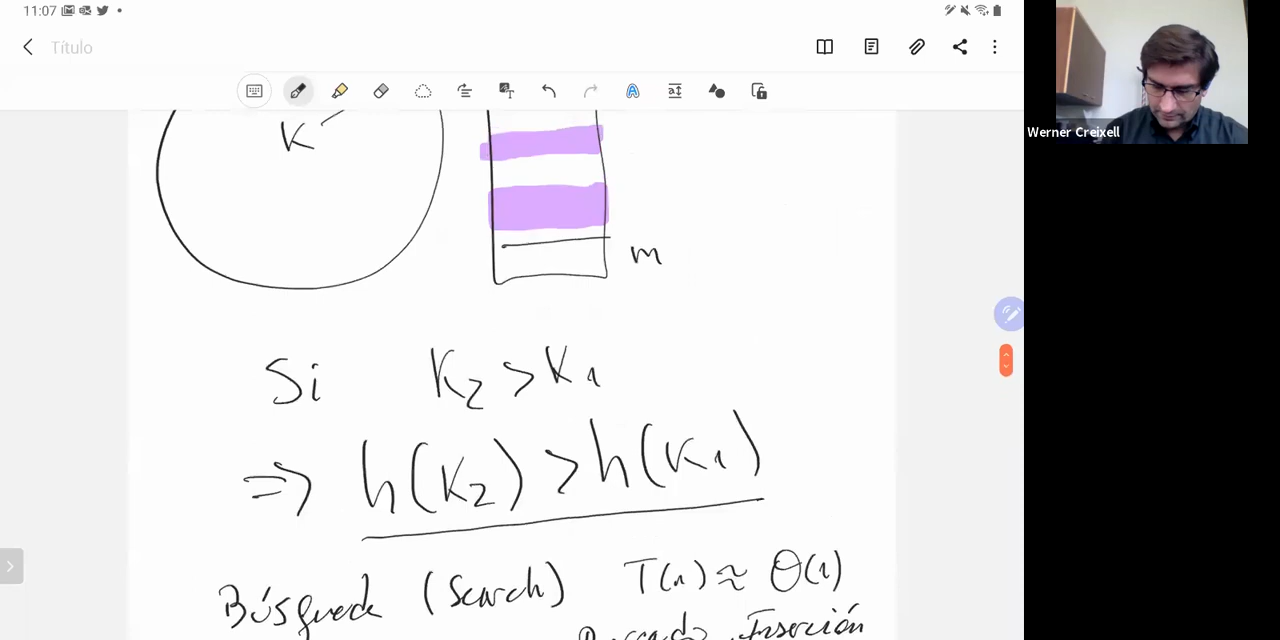 11:07
Título
K
m
Werner Creixell
Si K2 > K1
=> h(K2) > h(K1)
Búsqueda (Search) T(n) ≈ Θ(1)
Inserción